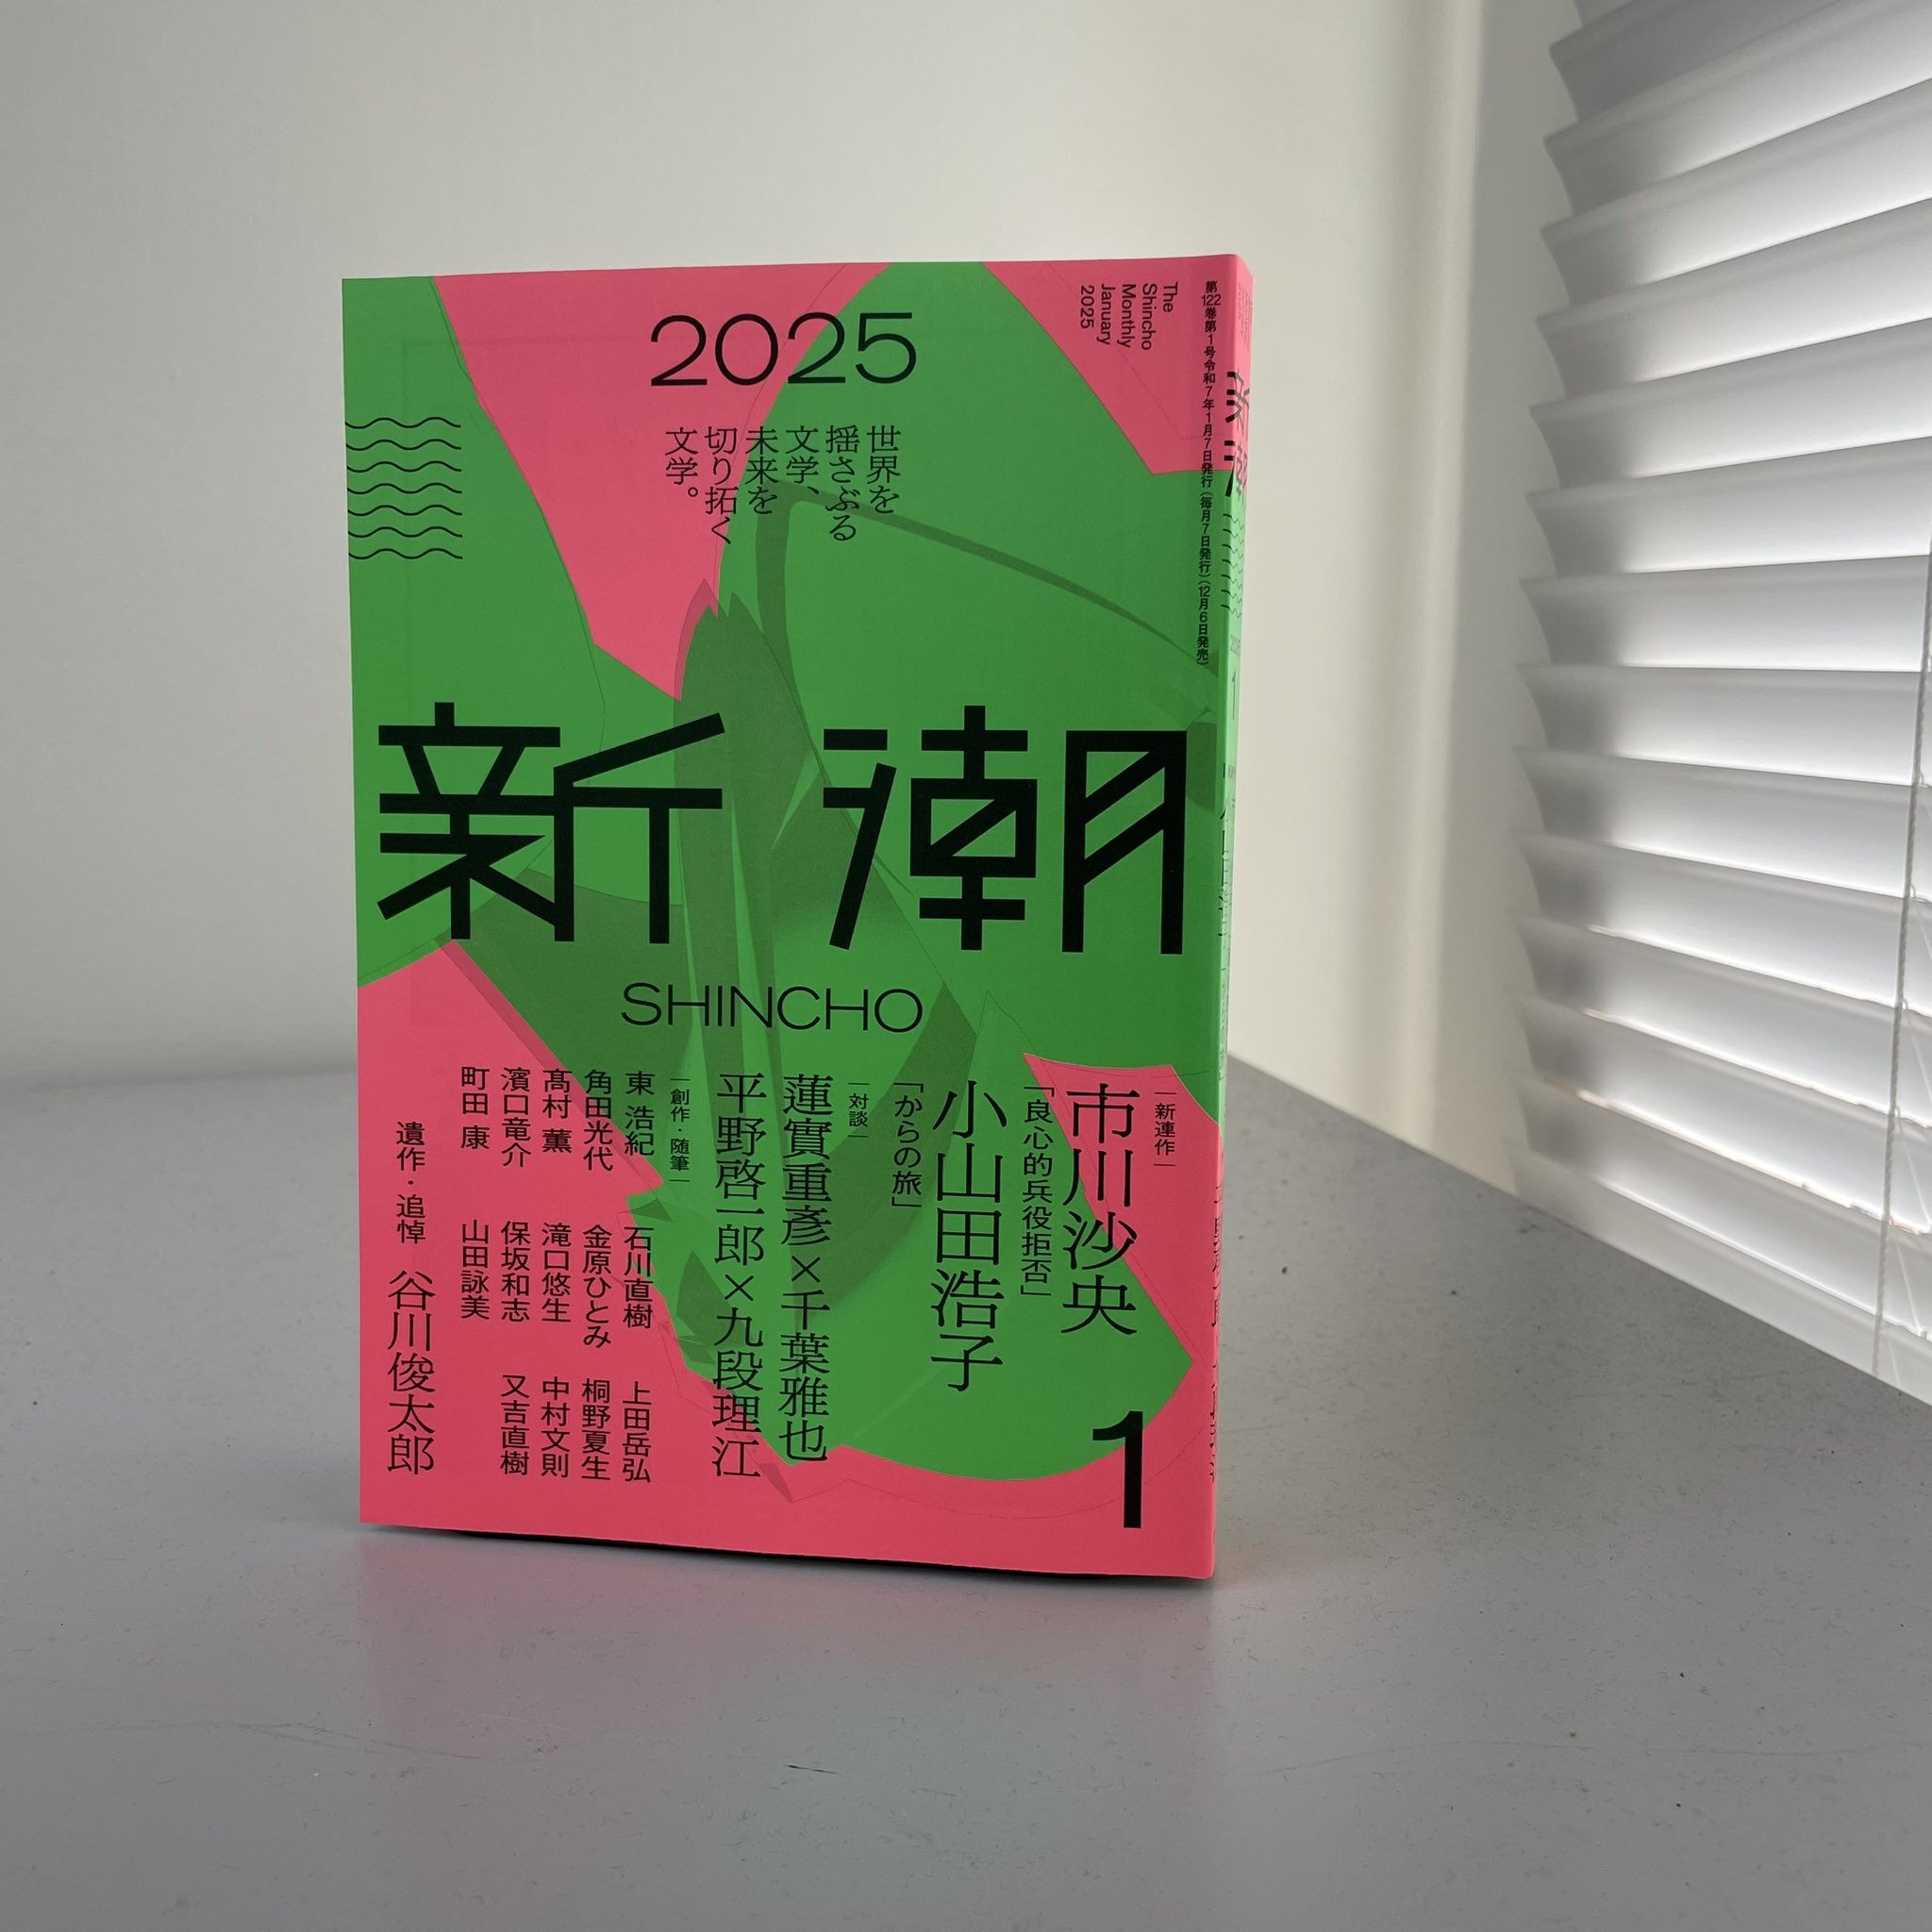 2025
世界を
揺さぶる
文学、
未来を
切り拓く
文学。
The
Shincho
Monthly
January
2025
第122巻第1号令和7年1月7日発行（毎月7日発行）（12月6日発売）
新潮
SHINCHO
新連作
市川沙央
「良心的兵役拒否」
小山田浩子
「からの旅」
対談
蓮實重彦×千葉雅也
平野啓一郎×九段理江
創作・随筆
東 浩紀 石川直樹 上田岳弘
角田光代 金原ひとみ 桐野夏生
髙村 薫 滝口悠生 中村文則
濱口竜介 保坂和志 又吉直樹
町田 康 山田詠美
遺作・追悼 谷川俊太郎
1
新潮